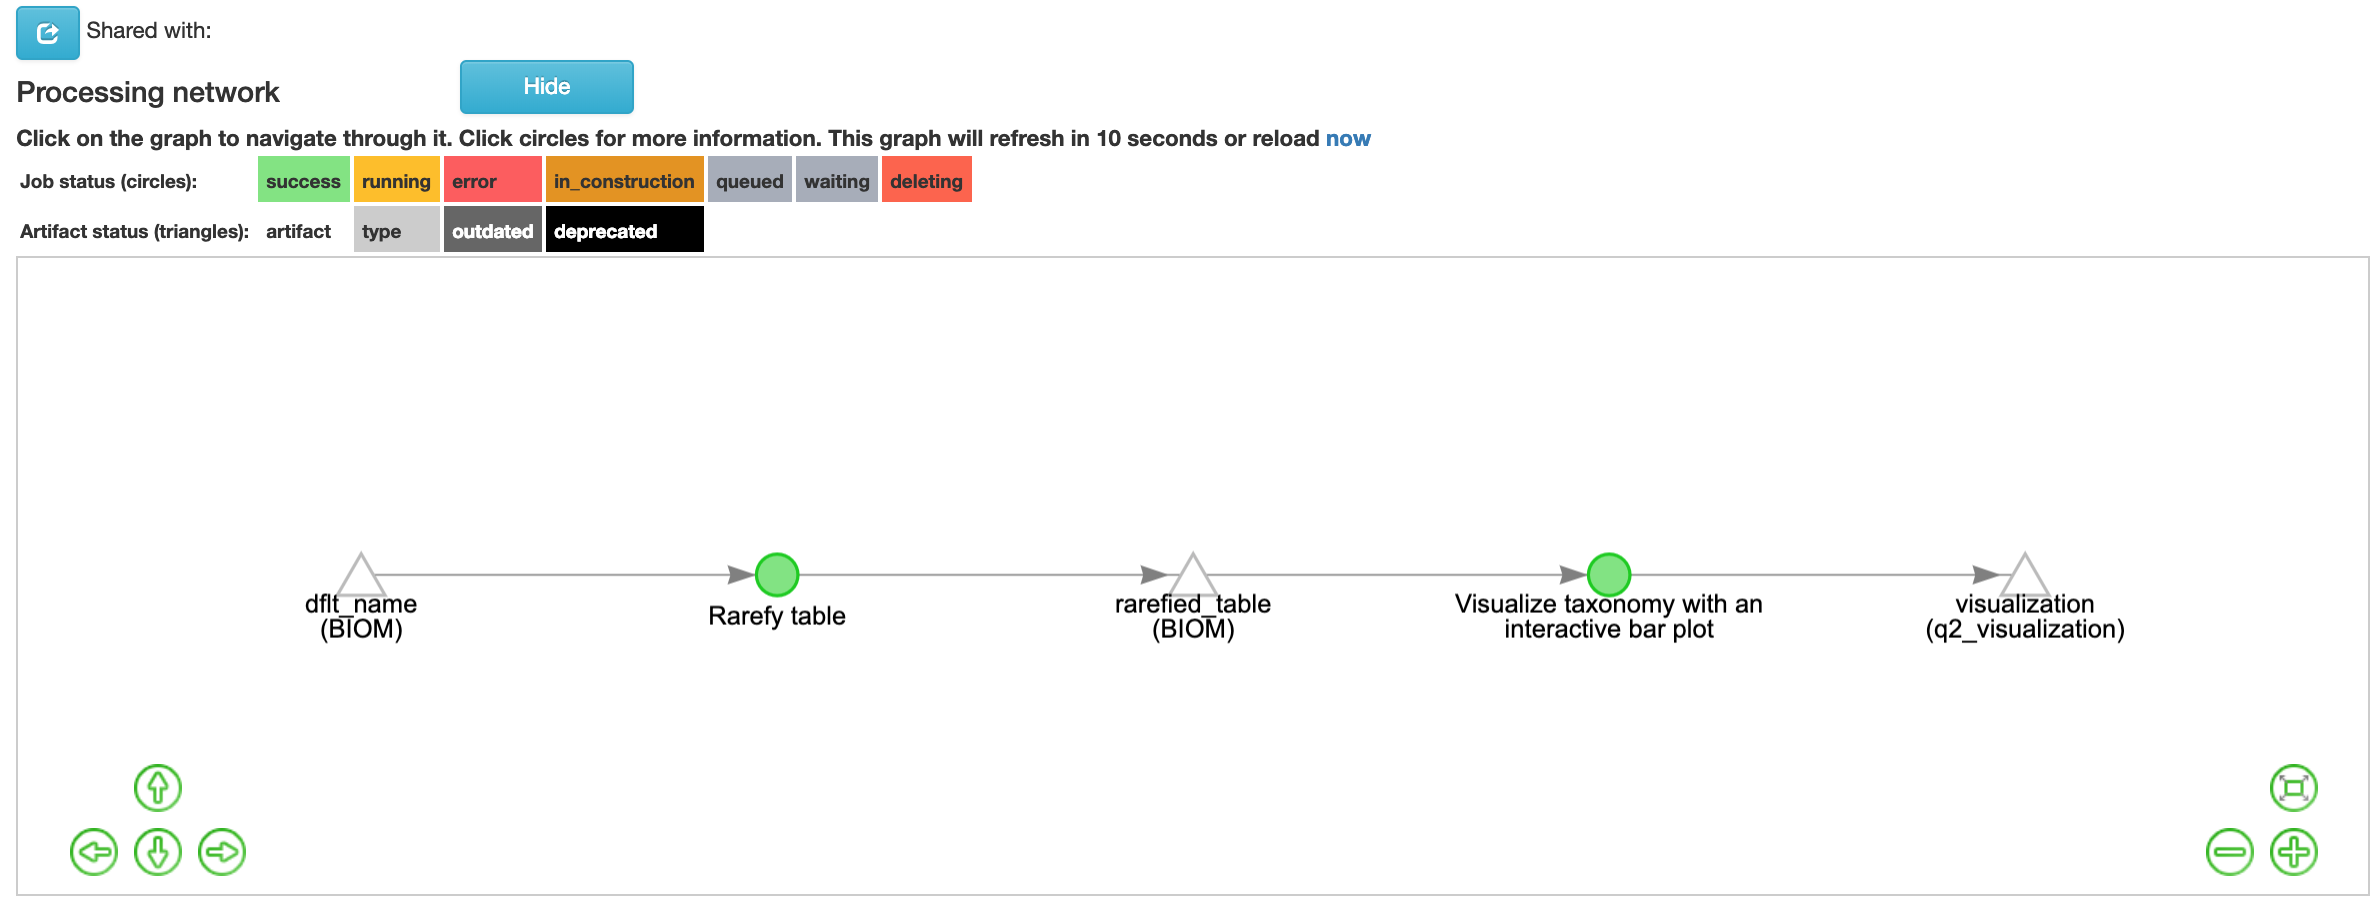 Shared with:
Processing network
Hide
Click on the graph to navigate through it. Click circles for more information. This graph will refresh in 10 seconds or reload now
Job status (circles): success running error in_construction queued waiting deleting
Artifact status (triangles): artifact type outdated deprecated
dflt_name
(BIOM)
Rarefy table
rarefied_table
(BIOM)
Visualize taxonomy with an
interactive bar plot
visualization
(q2_visualization)